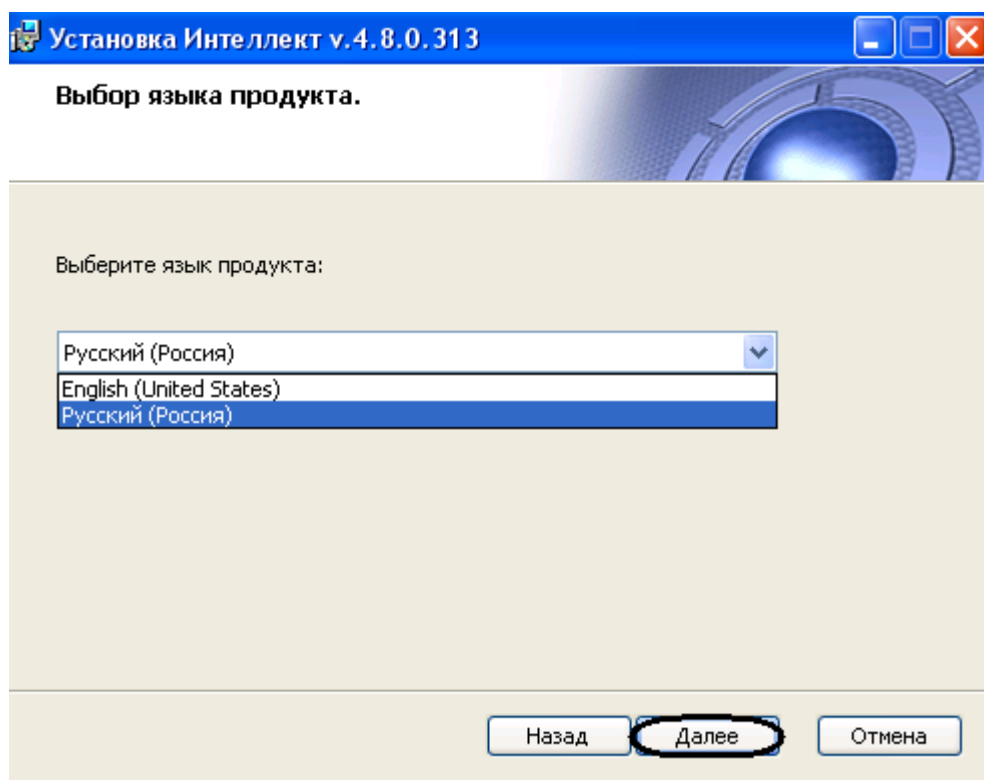 Установка Интеллект v.4.8.0.313
Выбор языка продукта.
Выберите язык продукта:
Русский (Россия)
English (United States)
Русский (Россия)
Назад Далее Отмена